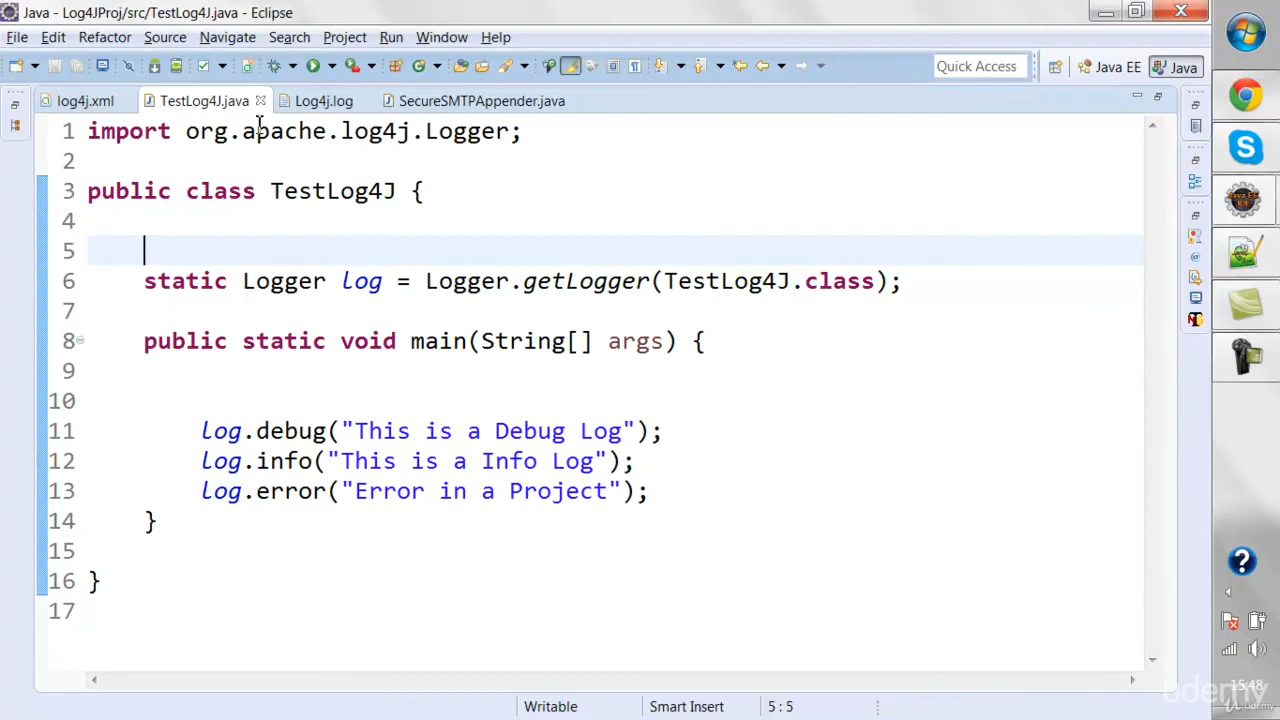 Java - Log4JProj/src/TestLog4J.java - Eclipse
File Edit Refactor Source Navigate Search Project Run Window Help
Quick Access Java EE Java
log4j.xml TestLog4J.java Log4j.log SecureSMTPAppender.java
1 import org.apache.log4j.Logger;
2
3 public class TestLog4J {
4
5
6 static Logger log = Logger.getLogger(TestLog4J.class);
7
8 public static void main(String[] args) {
9
10
11 log.debug("This is a Debug Log");
12 log.info("This is a Info Log");
13 log.error("Error in a Project");
14 }
15
16 }
17
Writable Smart Insert 5 : 5
15:48
udemy
Udemy